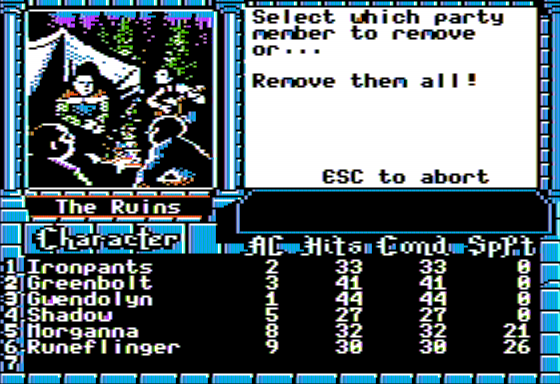 Select which party
member to remove
or...
Remove them all!
ESC to abort
The Ruins
Character AC Hits Cond SpPt
1 Ironpants 2 33 33 0
2 Greenbolt 3 41 41 0
3 Gwendolyn 1 44 44 0
4 Shadow 5 27 27 0
5 Morganna 8 32 32 21
6 Runeflinger 9 30 30 26
7